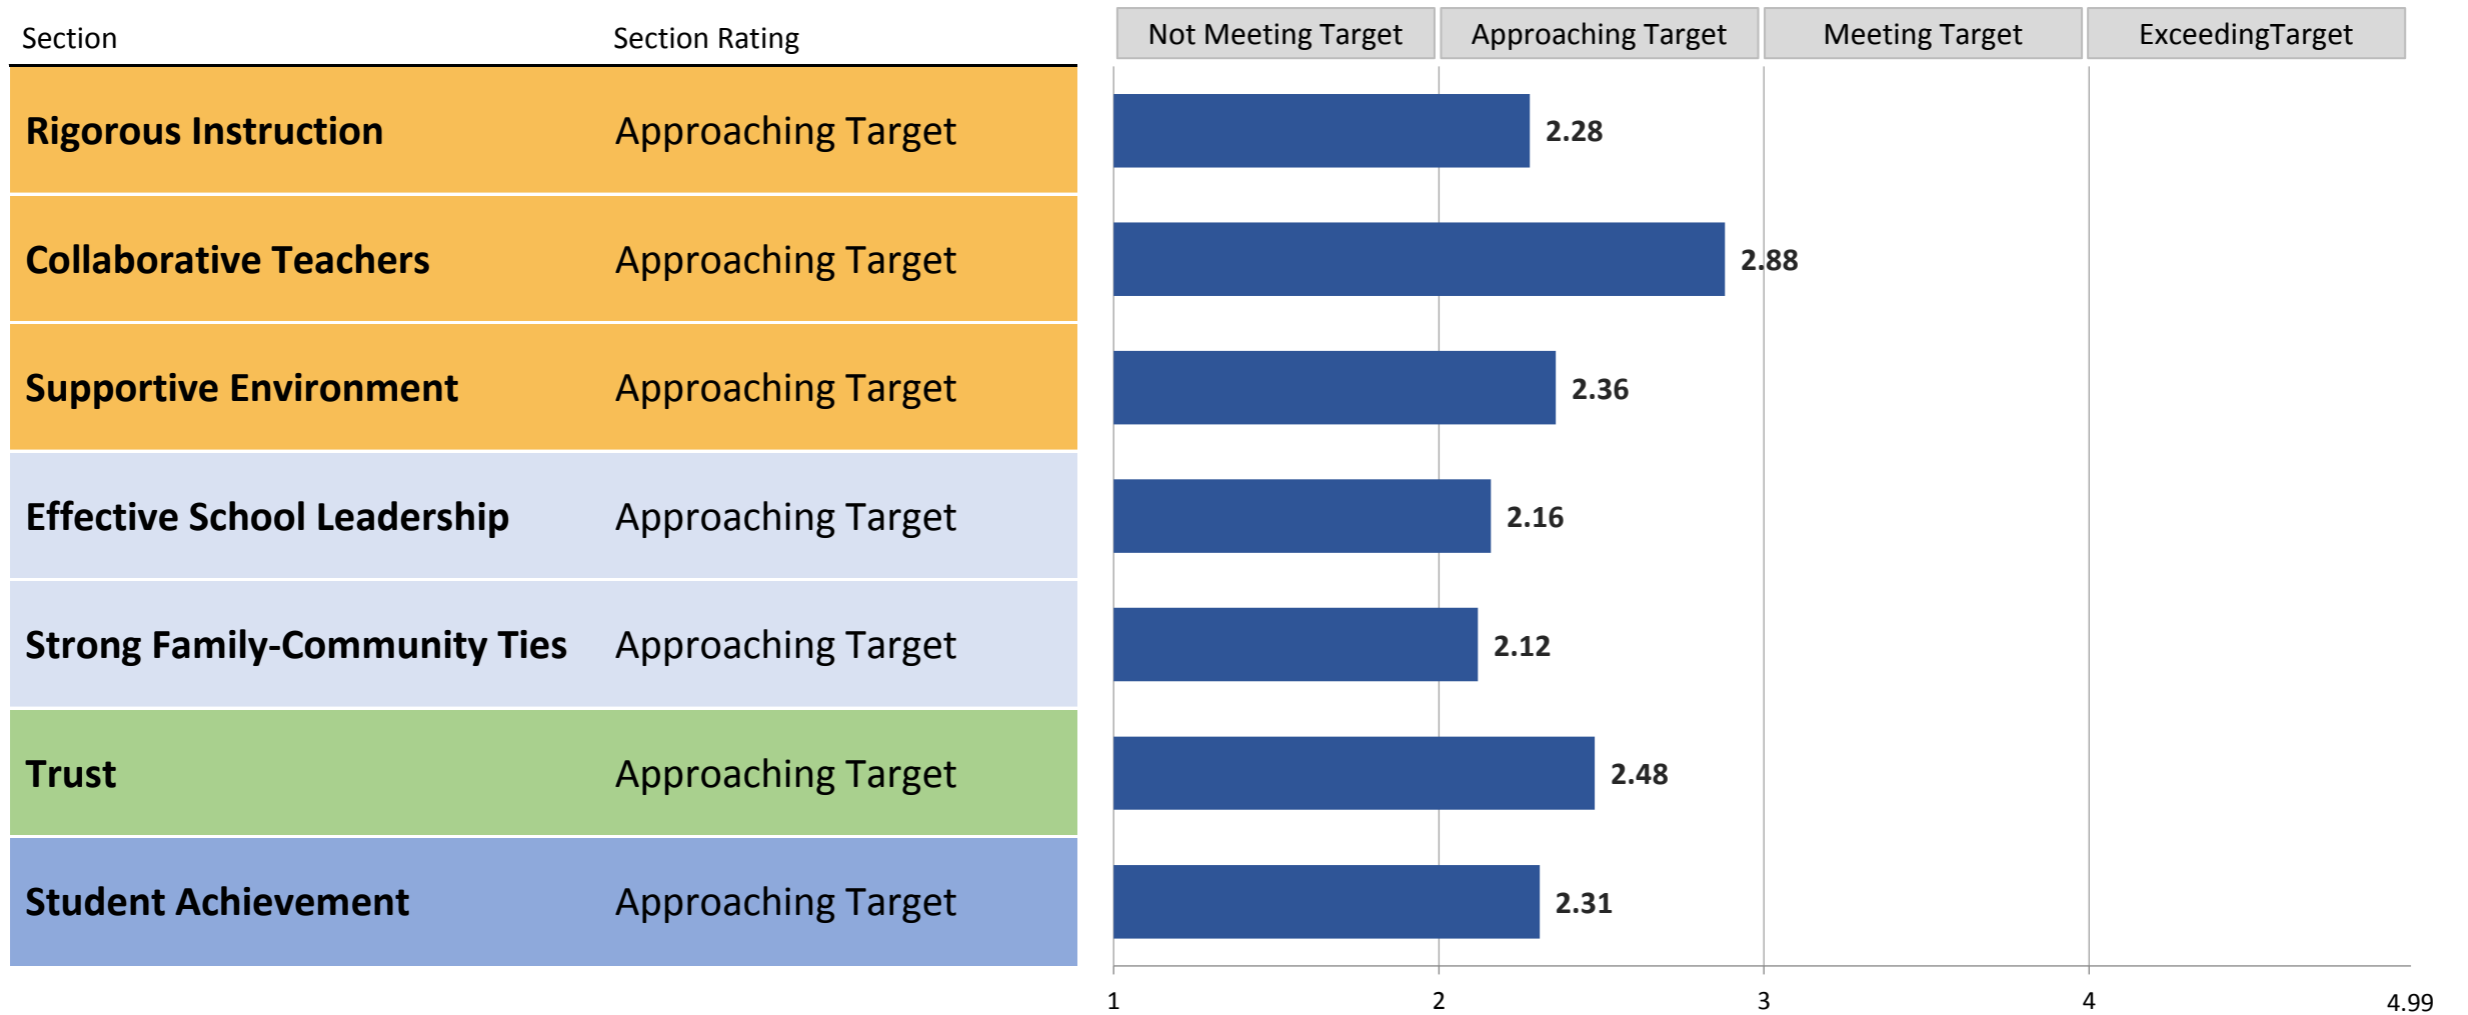 Section Section Rating Not Meeting Target Approaching Target Meeting Target ExceedingTarget
Rigorous Instruction Approaching Target 2.28
Collaborative Teachers Approaching Target 2.88
Supportive Environment Approaching Target 2.36
Effective School Leadership Approaching Target 2.16
Strong Family-Community Ties Approaching Target 2.12
Trust Approaching Target 2.48
Student Achievement Approaching Target 2.31
1 2 3 4 4.99